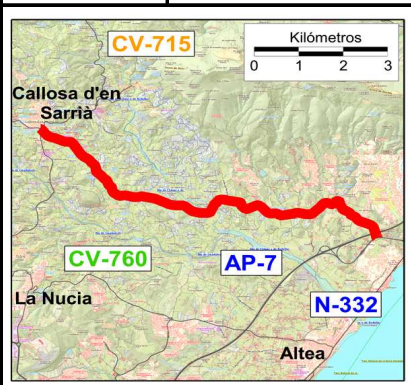 CV-715
Kilómetros
0 1 2 3
Callosa d'en
Sarrià
CV-760
AP-7
La Nucia
N-332
Altea